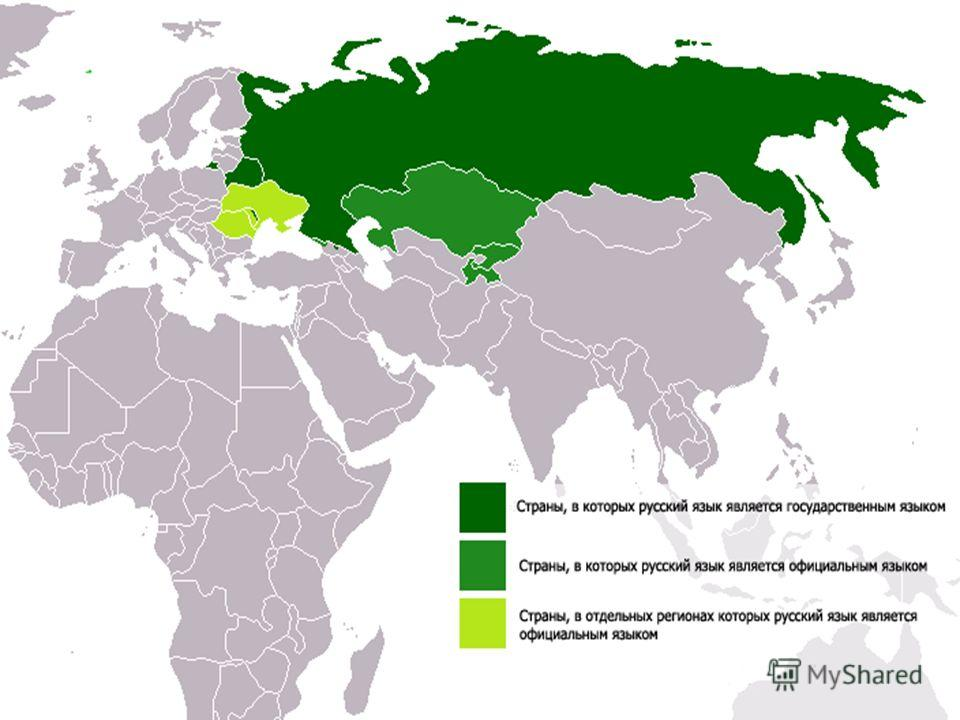 Страны, в которых русский язык является государственным языком
Страны, в которых русский язык является официальным языком
Страны, в отдельных регионах которых русский язык является
официальным языком
MyShared